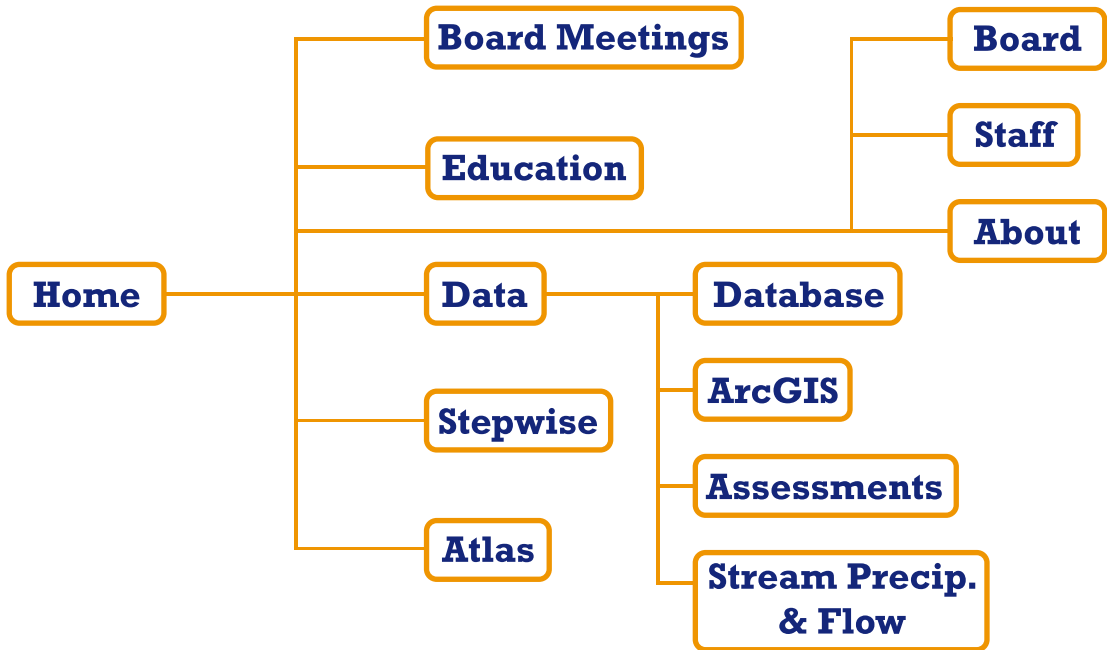 Board Meetings
Board
Staff
Education
About
Home
Data
Database
ArcGIS
Stepwise
Assessments
Atlas
Stream Precip.
& Flow